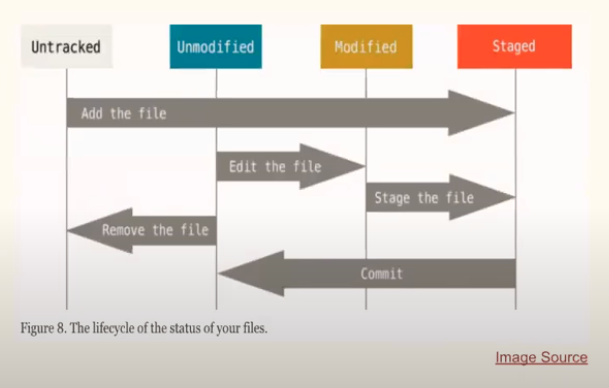 Untracked
Unmodified
Modified
Staged
Add the file
Edit the file
Stage the file
Remove the file
Commit
Figure 8. The lifecycle of the status of your files.
Image Source